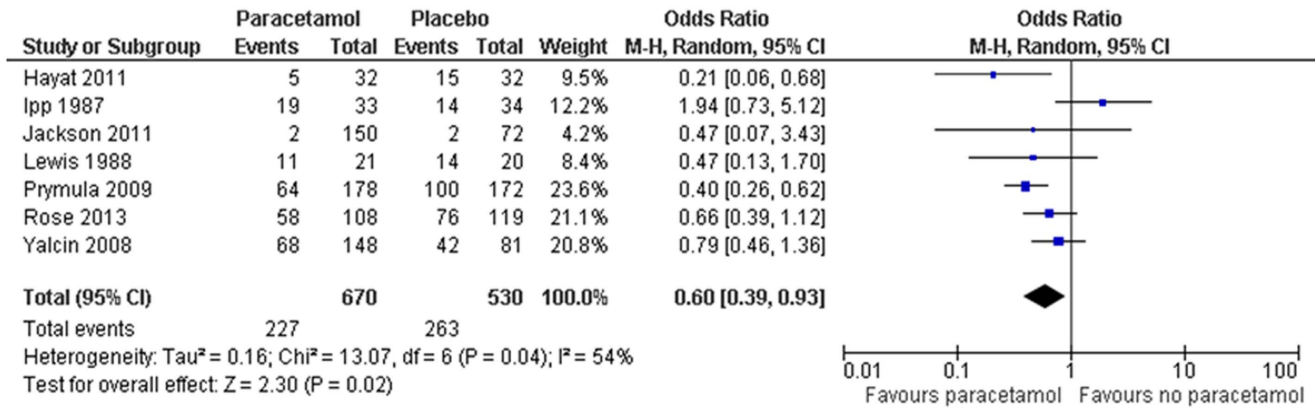 Paracetamol Placebo Odds Ratio Odds Ratio
Study or Subgroup Events Total Events Total Weight M-H, Random, 95% CI M-H, Random, 95% CI
Hayat 2011 5 32 15 32 9.5% 0.21 [0.06, 0.68]
Ipp 1987 19 33 14 34 12.2% 1.94 [0.73, 5.12]
Jackson 2011 2 150 2 72 4.2% 0.47 [0.07, 3.43]
Lewis 1988 11 21 14 20 8.4% 0.47 [0.13, 1.70]
Prymula 2009 64 178 100 172 23.6% 0.40 [0.26, 0.62]
Rose 2013 58 108 76 119 21.1% 0.66 [0.39, 1.12]
Yalcin 2008 68 148 42 81 20.8% 0.79 [0.46, 1.36]
Total (95% CI) 670 530 100.0% 0.60 [0.39, 0.93]
Total events 227 263
Heterogeneity: Tau² = 0.16; Chi² = 13.07, df = 6 (P = 0.04); I² = 54%
Test for overall effect: Z = 2.30 (P = 0.02)
0.01 0.1 1 10 100
Favours paracetamol Favours no paracetamol